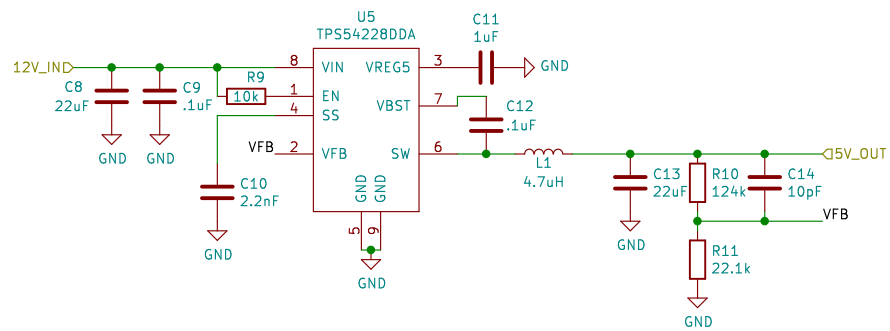 U5
TPS54228DDA
12V_IN
C8
22uF
GND
C9
.1uF
GND
R9
10k
8
VIN
1
EN
4
SS
VFB
2
VFB
C10
2.2nF
GND
VREG5
3
C11
1uF
GND
VBST
7
C12
.1uF
SW
6
GND
GND
5
9
GND
L1
4.7uH
5V_OUT
C13
22uF
GND
R10
124k
C14
10pF
VFB
R11
22.1k
GND